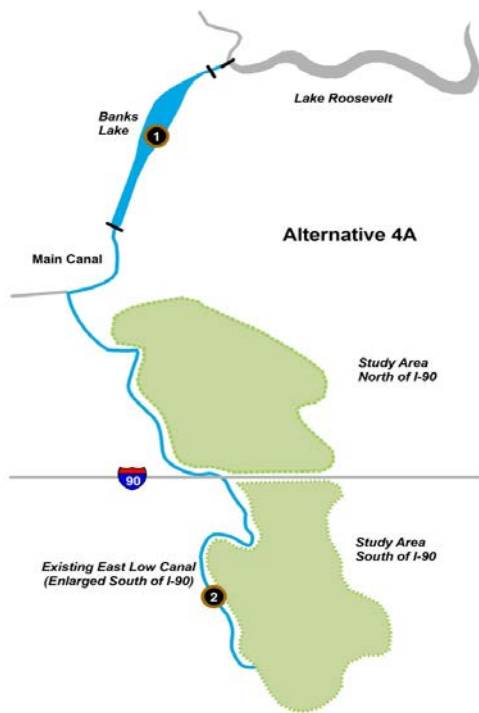 Lake Roosevelt
Banks
Lake
1
Alternative 4A
Main Canal
Study Area
North of I-90
90
Existing East Low Canal
(Enlarged South of I-90)
2
Study Area
South of I-90